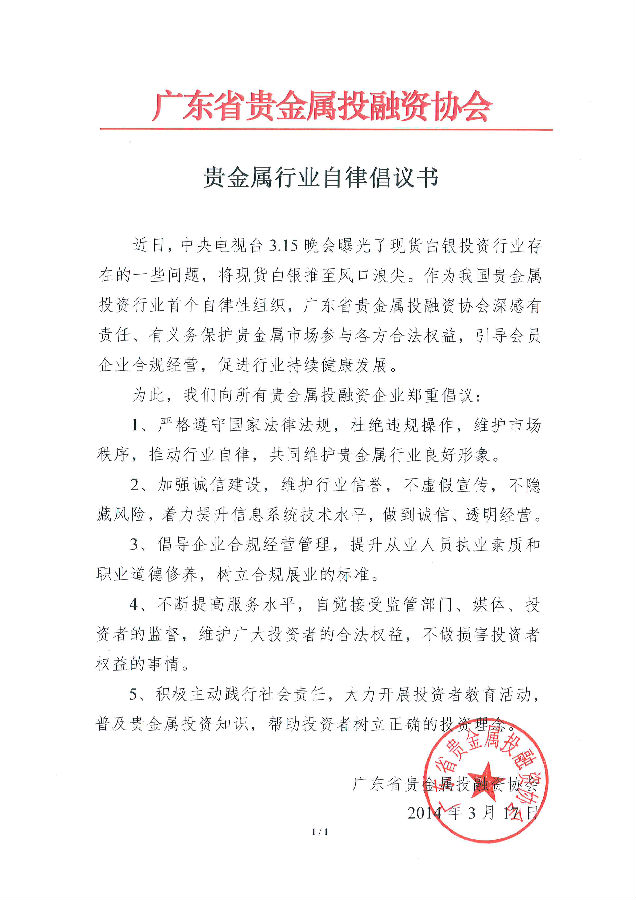 广东省贵金属投融资协会
贵金属行业自律倡议书
近日，中央电视台 3.15 晚会曝光了现货白银投资行业存
在的一些问题，将现货白银推至风口浪尖。作为我国贵金属
投资行业首个自律性组织，广东省贵金属投融资协会深感有
责任、有义务保护贵金属市场参与各方合法权益，引导会员
企业合规经营，促进行业持续健康发展。
为此，我们向所有贵金属投融资企业郑重倡议：
1、严格遵守国家法律法规，杜绝违规操作，维护市场
秩序，推动行业自律，共同维护贵金属行业良好形象。
2、加强诚信建设，维护行业信誉，不虚假宣传，不隐
藏风险，着力提升信息系统技术水平，做到诚信、透明经营。
3、倡导企业合规经营管理，提升从业人员执业素质和
职业道德修养，树立合规展业的标准。
4、不断提高服务水平，自觉接受监管部门、媒体、投
资者的监督，维护广大投资者的合法权益，不做损害投资者
权益的事情。
5、积极主动践行社会责任，大力开展投资者教育活动，
普及贵金属投资知识，帮助投资者树立正确的投资理念。
广东省贵金属投融资协会
2014 年 3 月 17 日
广东省贵金属投融资协会
1 / 1